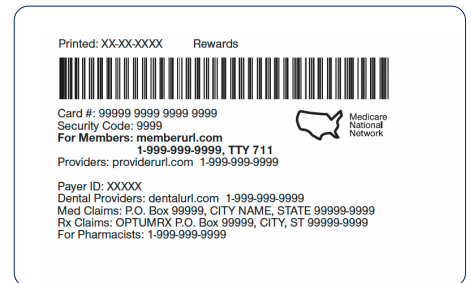 Printed: XX-XX-XXXX Rewards
Card #: 99999 9999 9999 9999
Security Code: 9999
Medicare
National
Network
For Members: memberurl.com
1-999-999-9999, TTY 711
Providers: providerurl.com 1-999-999-9999
Payer ID: XXXXX
Dental Providers: dentalurl.com 1-999-999-9999
Med Claims: P.O. Box 99999, CITY NAME, STATE 99999-9999
Rx Claims: OPTUMRX P.O. Box 99999, CITY, ST 99999-9999
For Pharmacists: 1-999-999-9999